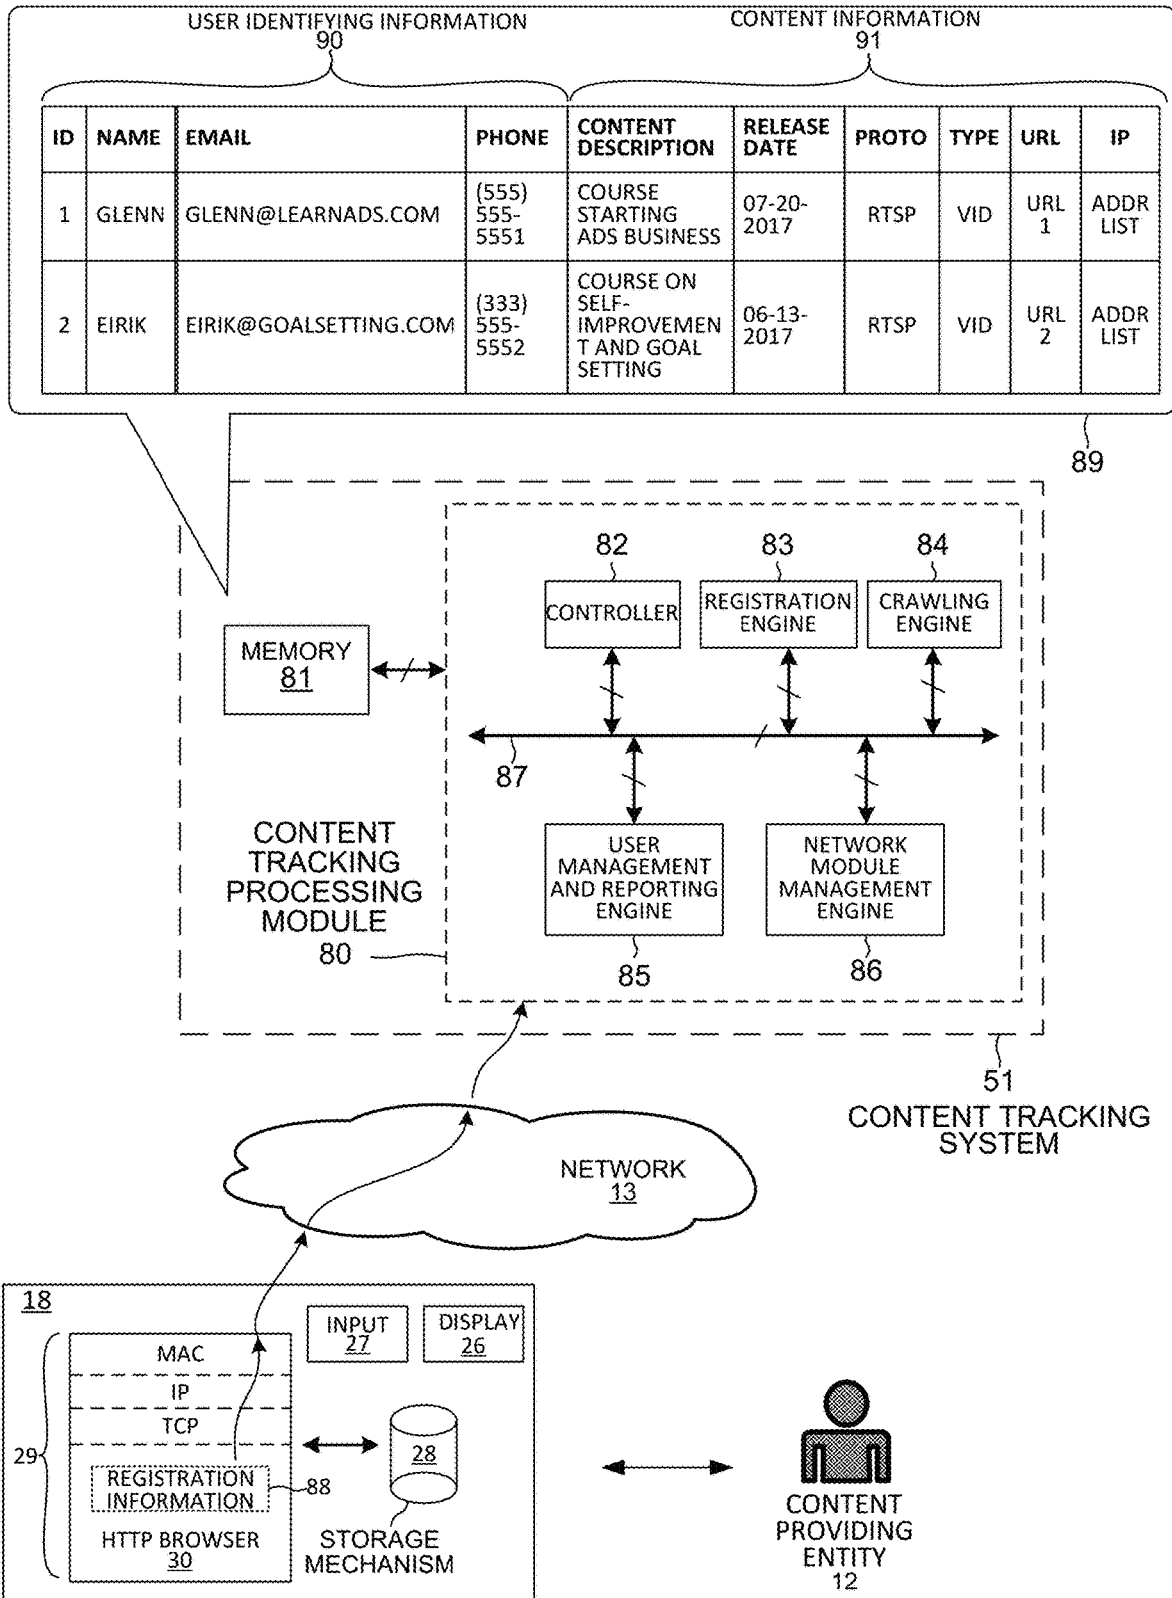 USER IDENTIFYING INFORMATION
90
CONTENT INFORMATION
91
ID NAME EMAIL PHONE CONTENT DESCRIPTION RELEASE DATE PROTO TYPE URL IP
1 GLENN GLENN@LEARNADS.COM (555) 555-5551 COURSE STARTING ADS BUSINESS 07-20-2017 RTSP VID URL 1 ADDR LIST
2 EIRIK EIRIK@GOALSETTING.COM (333) 555-5552 COURSE ON SELF-IMPROVEMENT AND GOAL SETTING 06-13-2017 RTSP VID URL 2 ADDR LIST
89
82
83
84
CONTROLLER
REGISTRATION
ENGINE
CRAWLING
ENGINE
MEMORY
81
87
CONTENT
TRACKING
PROCESSING
MODULE
80
USER
MANAGEMENT
AND REPORTING
ENGINE
NETWORK
MODULE
MANAGEMENT
ENGINE
85
86
51
CONTENT TRACKING
SYSTEM
NETWORK
13
18
INPUT
27
DISPLAY
26
MAC
IP
TCP
29
REGISTRATION
INFORMATION
88
HTTP BROWSER
30
28
STORAGE
MECHANISM
CONTENT
PROVIDING
ENTITY
12